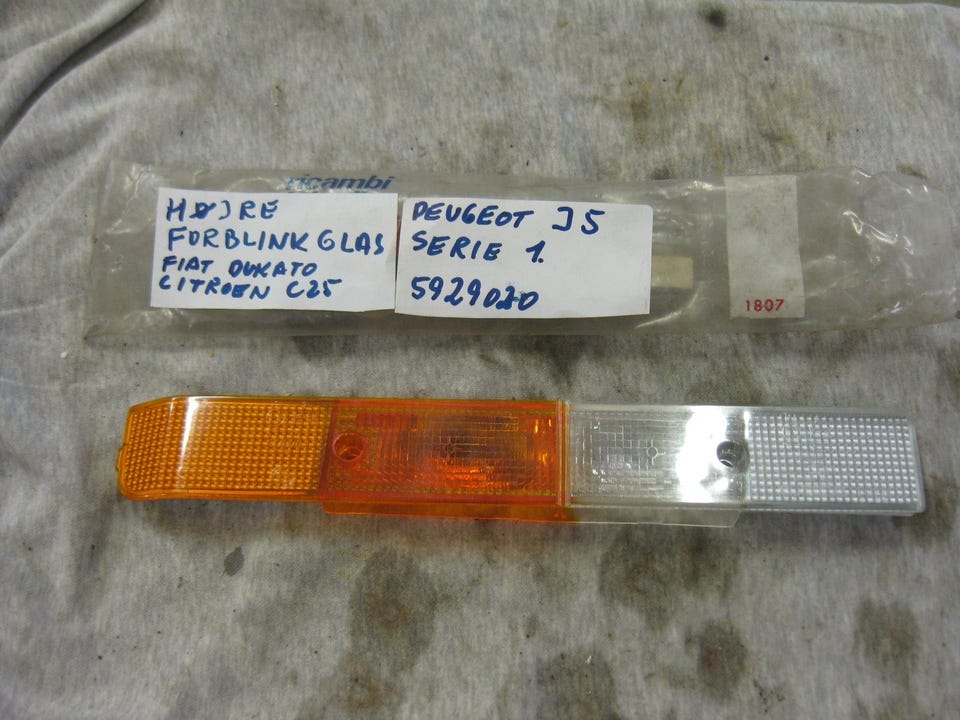 ricambi
HØJRE
FORBLINK GLAS
FIAT DUKATO
CITROEN C25
PEUGEOT J5
SERIE 1.
5929020
1807